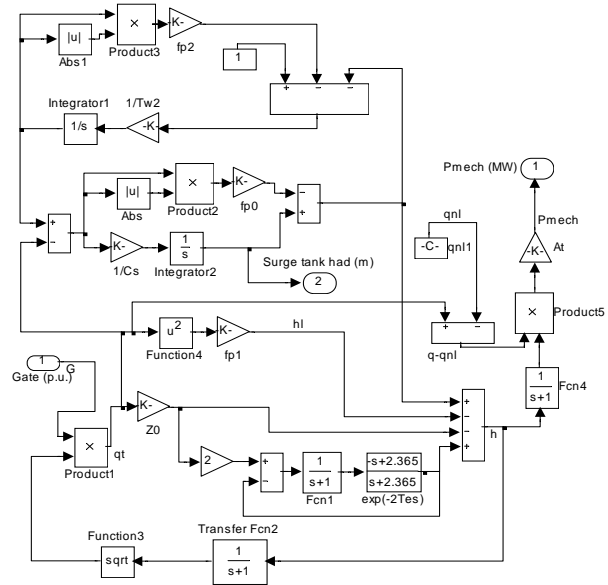 ×
K-
|u|
Abs1
Product3
fp2
1
+ − −
Integrator1
1/Tw2
1/s
-K-
Pmech (MW)
1
|u|
×
K-
−
+
Abs
Product2
fp0
qnl
Pmech
+
−
-C-
qnl1
-K-
At
K-
1
s
1/Cs
Integrator2
Surge tank had (m)
2
×
Product5
u2
K-
hl
+ −
Function4
fp1
q-qnl
1
G
Gate (p.u.)
1
s+1
Fcn4
K-
Z0
+
−
−
+
h
×
qt
Product1
2
+
−
1
s+1
-s+2.365
s+2.365
Fcn1
exp(-2Tes)
Function3
Transfer Fcn2
sqrt
1
s+1